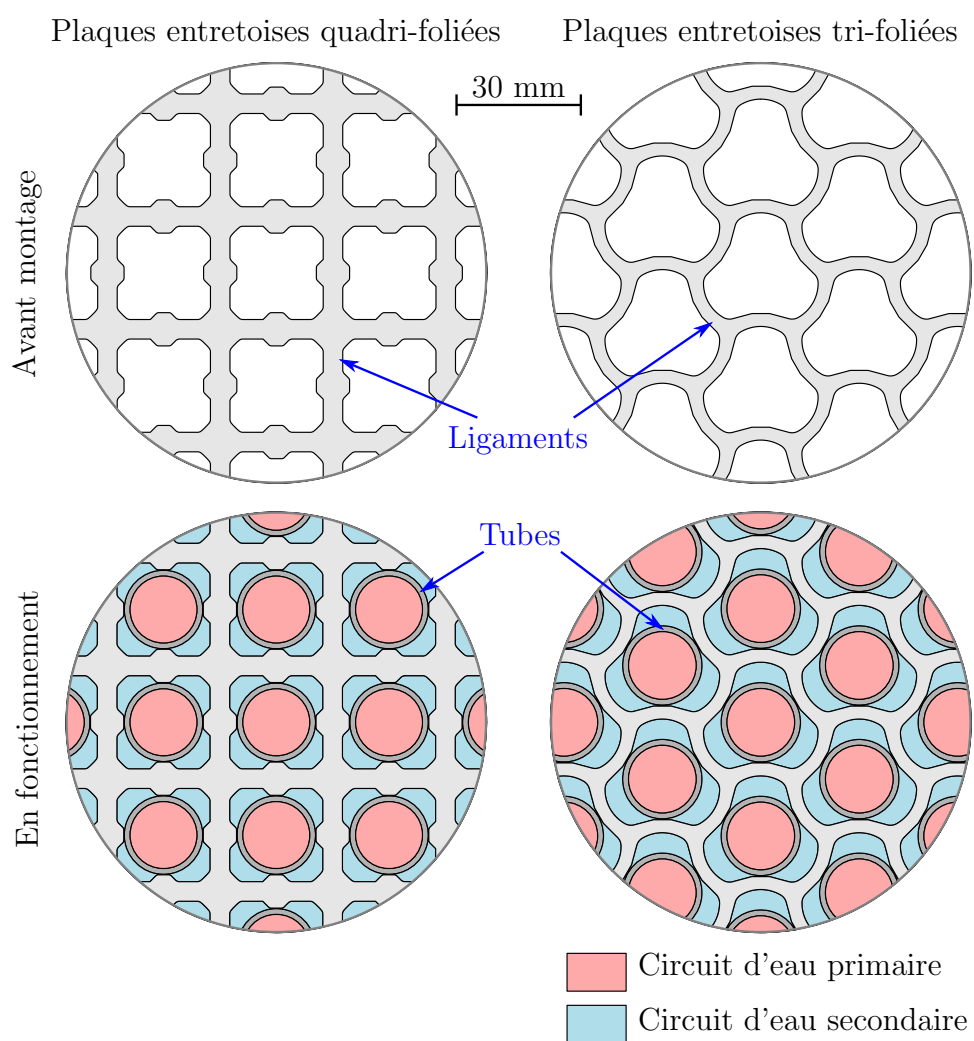 Plaques entretoises quadri-foliées
Plaques entretoises tri-foliées
30 mm
Avant montage
Ligaments
Tubes
En fonctionnement
Circuit d'eau primaire
Circuit d'eau secondaire